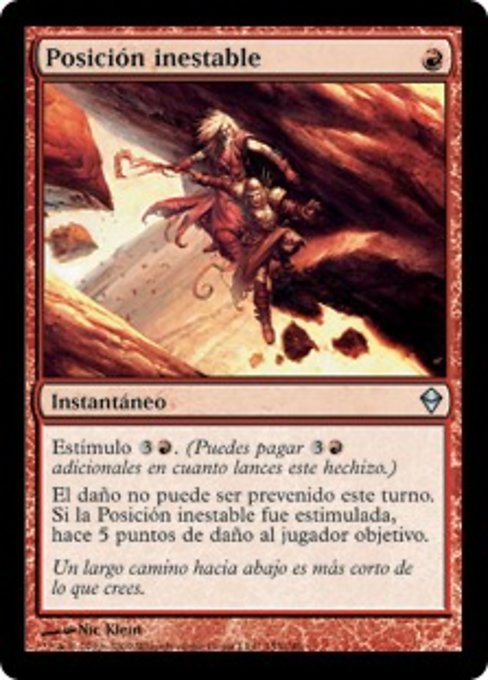 Posición inestable
Instantáneo
Estímulo 3. (Puedes pagar 3
adicionales en cuanto lances este hechizo.)
El daño no puede ser prevenido este turno.
Si la Posición inestable fue estimulada,
hace 5 puntos de daño al jugador objetivo.
Un largo camino hacia abajo es más corto de
lo que crees.
Nic Klein